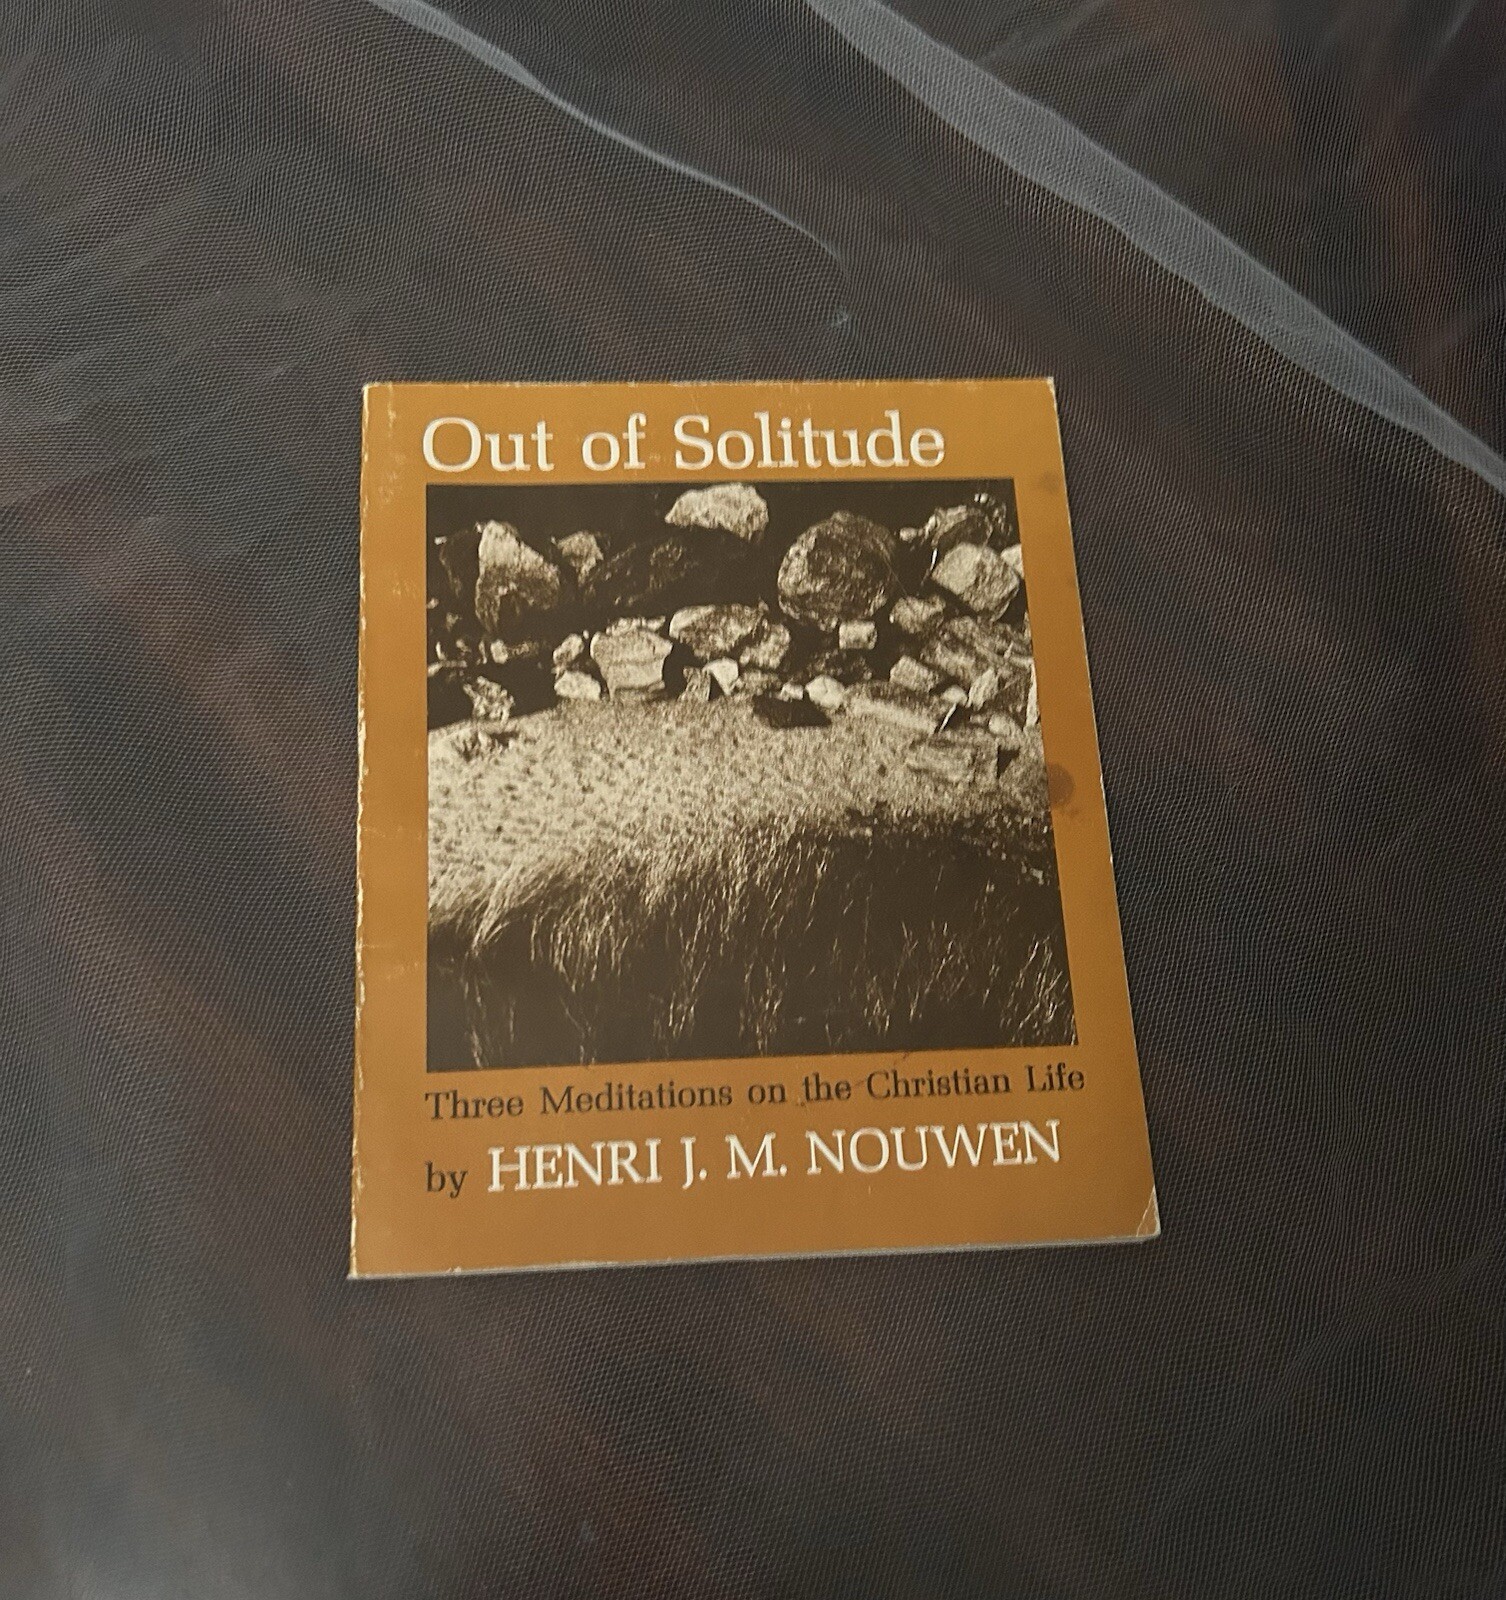 Out of Solitude
Three Meditations on the Christian Life
by HENRI J. M. NOUWEN